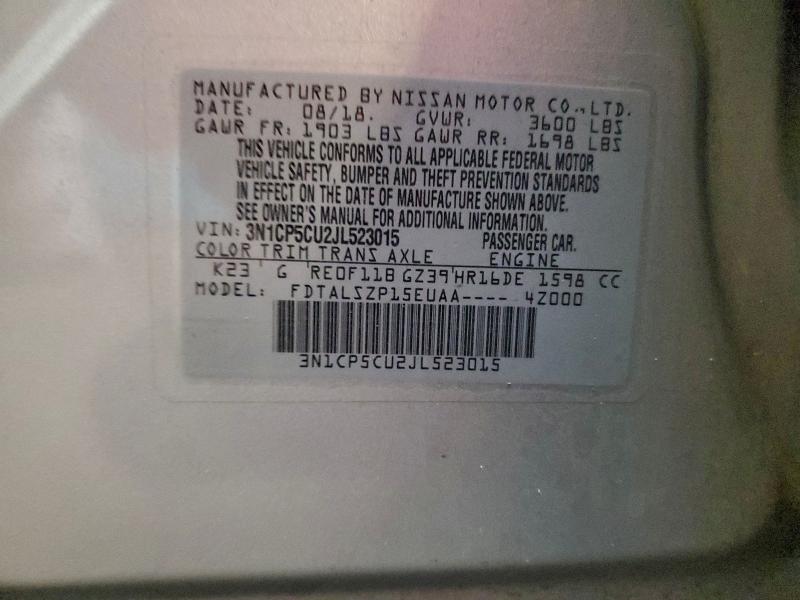 MANUFACTURED BY NISSAN MOTOR CO.,LTD.
DATE: 08/18. GVWR: 3600 LBS
GAWR FR: 1903 LBS GAWR RR: 1698 LBS
THIS VEHICLE CONFORMS TO ALL APPLICABLE FEDERAL MOTOR
VEHICLE SAFETY, BUMPER AND THEFT PREVENTION STANDARDS
IN EFFECT ON THE DATE OF MANUFACTURE SHOWN ABOVE.
SEE OWNER'S MANUAL FOR ADDITIONAL INFORMATION.
VIN: 3N1CP5CU2JL523015 PASSENGER CAR.
COLOR TRIM TRANS AXLE ENGINE
K23 G RE0F11B GZ39 HR16DE 1598 CC
MODEL: FDTALSZP15EUAA---- 4Z000
3N1CP5CU2JL523015